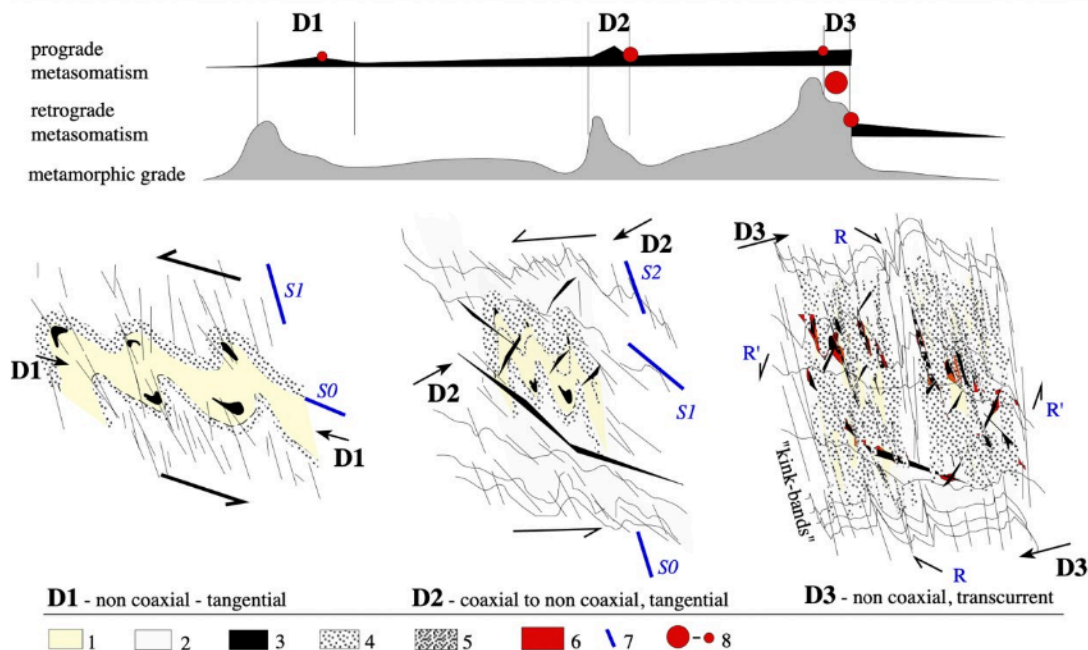 D1 D2 D3
prograde
metasomatism
retrograde
metasomatism
metamorphic grade
D1
S1
S0
D1
D2
S2
D2
S1
S0
D3
R
R'
R'
"kink-bands"
R
D3
D1 - non coaxial - tangential
D2 - coaxial to non coaxial, tangential
D3 - non coaxial, transcurrent
1 2 3 4 5 6 7 8